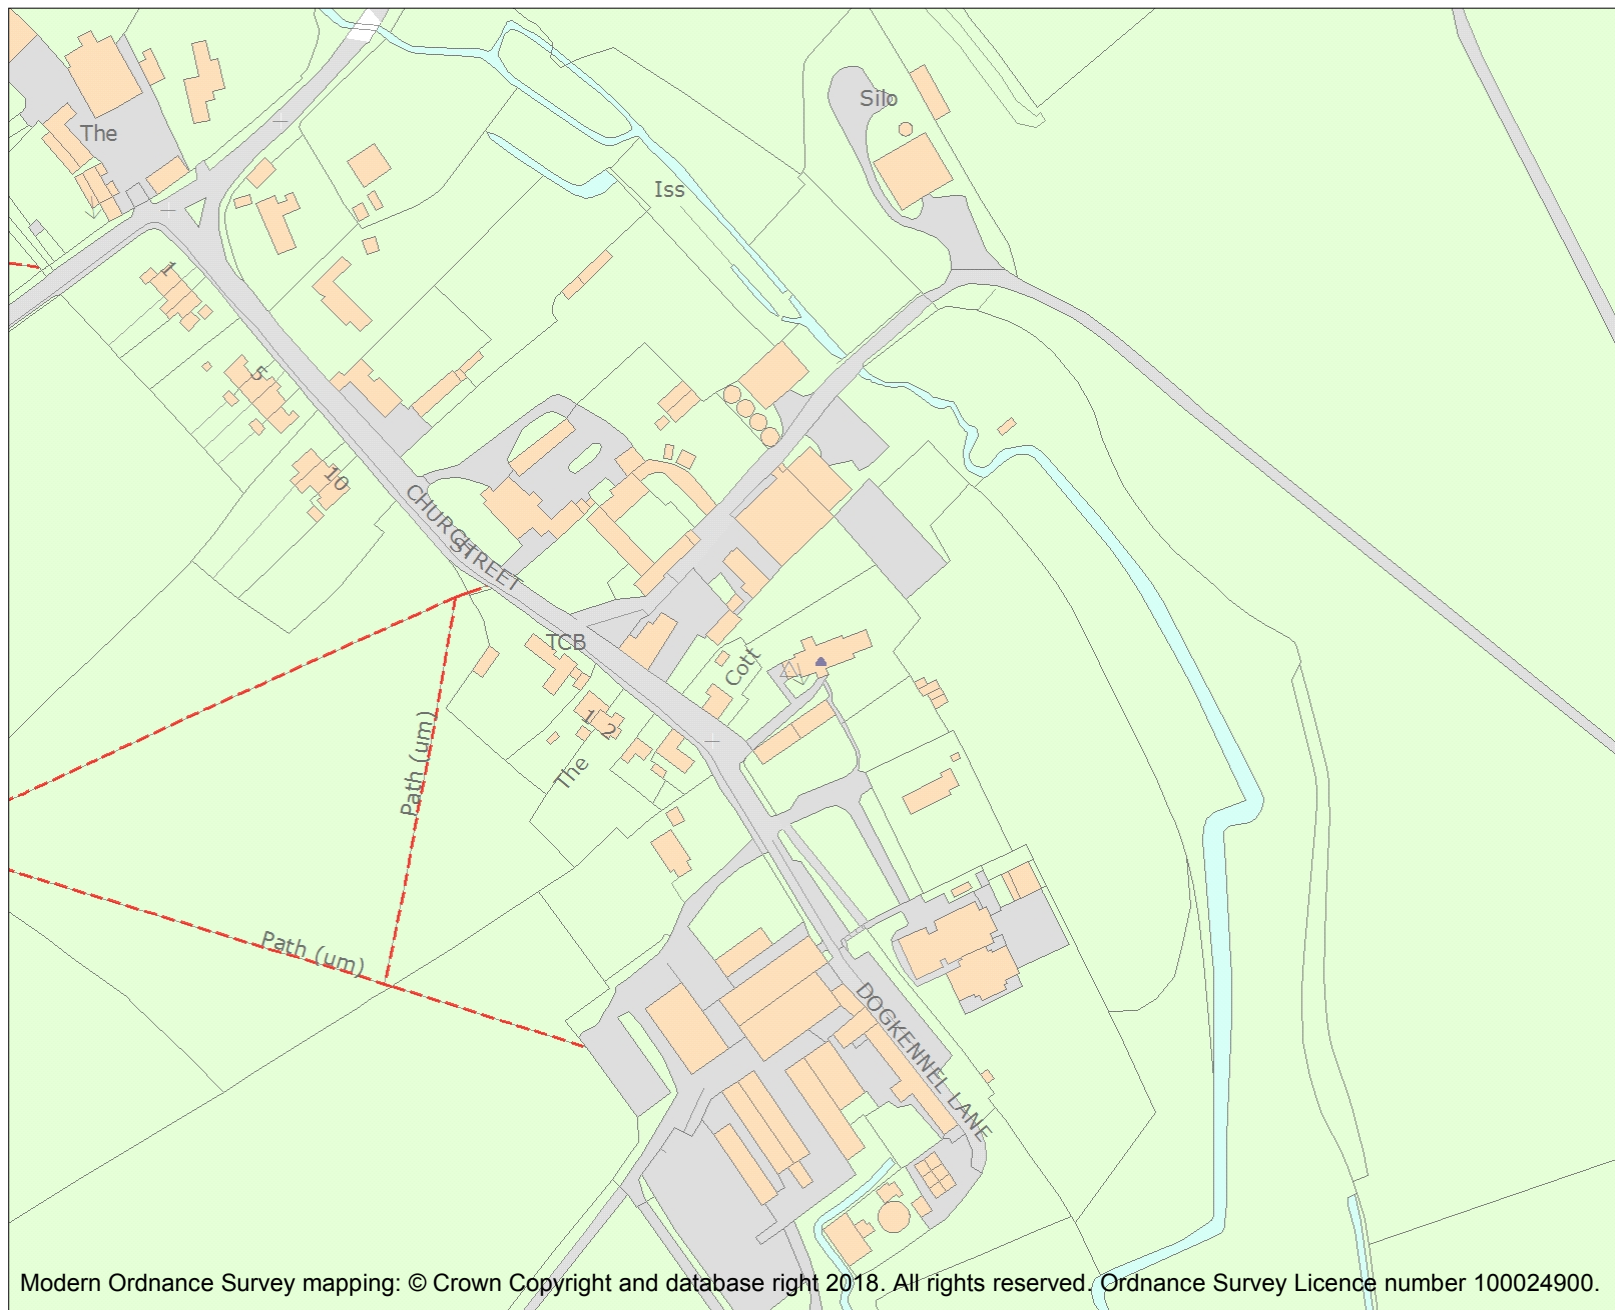 Silo
The
Iss
1
5
10
CHURCH STREET
TCB
Cott
1
2
The
Path (um)
Path (um)
DOGKENNEL LANE
Modern Ordnance Survey mapping: © Crown Copyright and database right 2018. All rights reserved. Ordnance Survey Licence number 100024900.